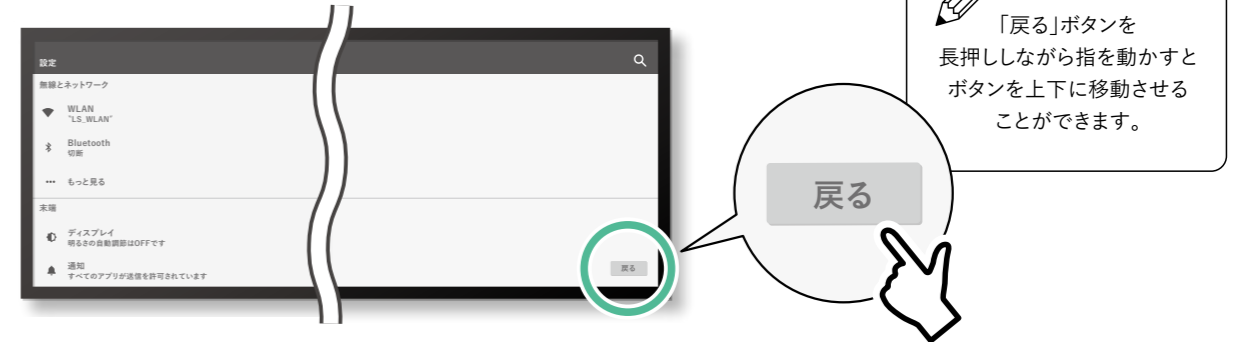 設定
無線とネットワーク
WLAN
"LS_WLAN"
Bluetooth
切断
もっと見る
末端
ディスプレイ
明るさの自動調節はOFFです
通知
すべてのアプリが送信を許可されています
戻る
戻る
「戻る」ボタンを
長押ししながら指を動かすと
ボタンを上下に移動させる
ことができます。